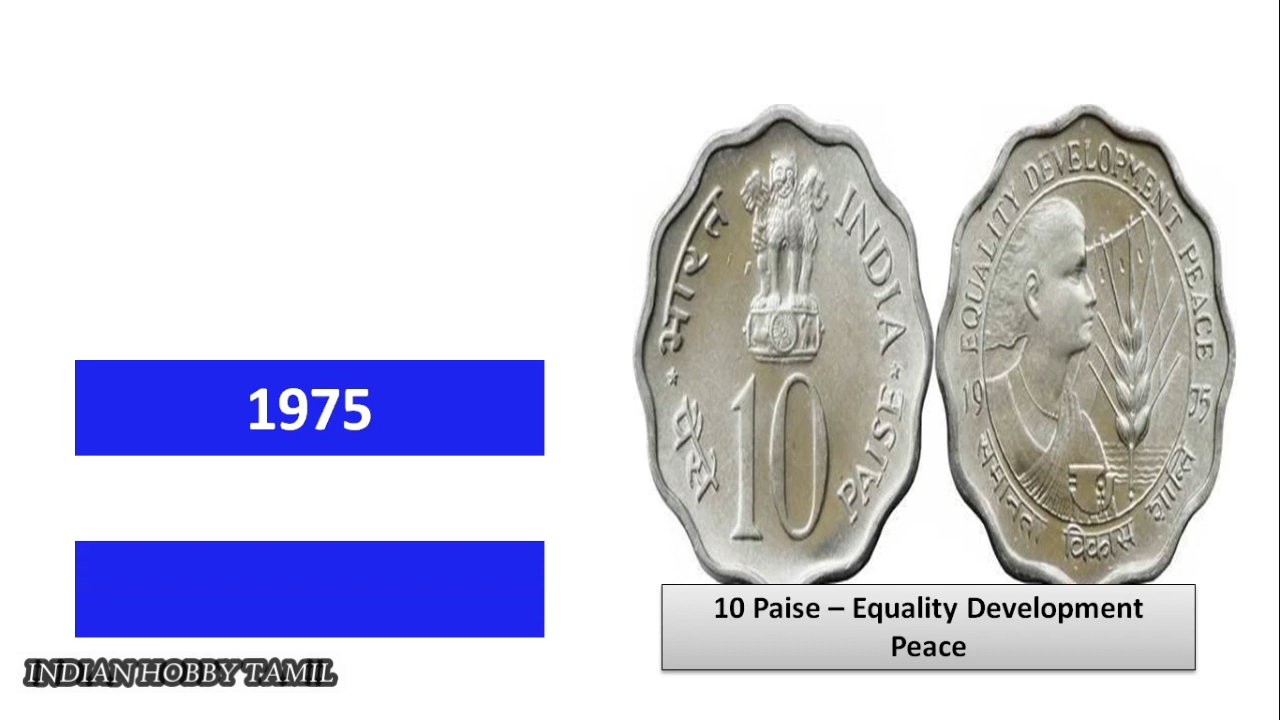 1975
INDIAN HOBBY TAMIL
भारत
INDIA
पैसे
10
PAISE
EQUALITY DEVELOPMENT PEACE
19 75
समानता विकास शान्ति
10 Paise – Equality Development
Peace